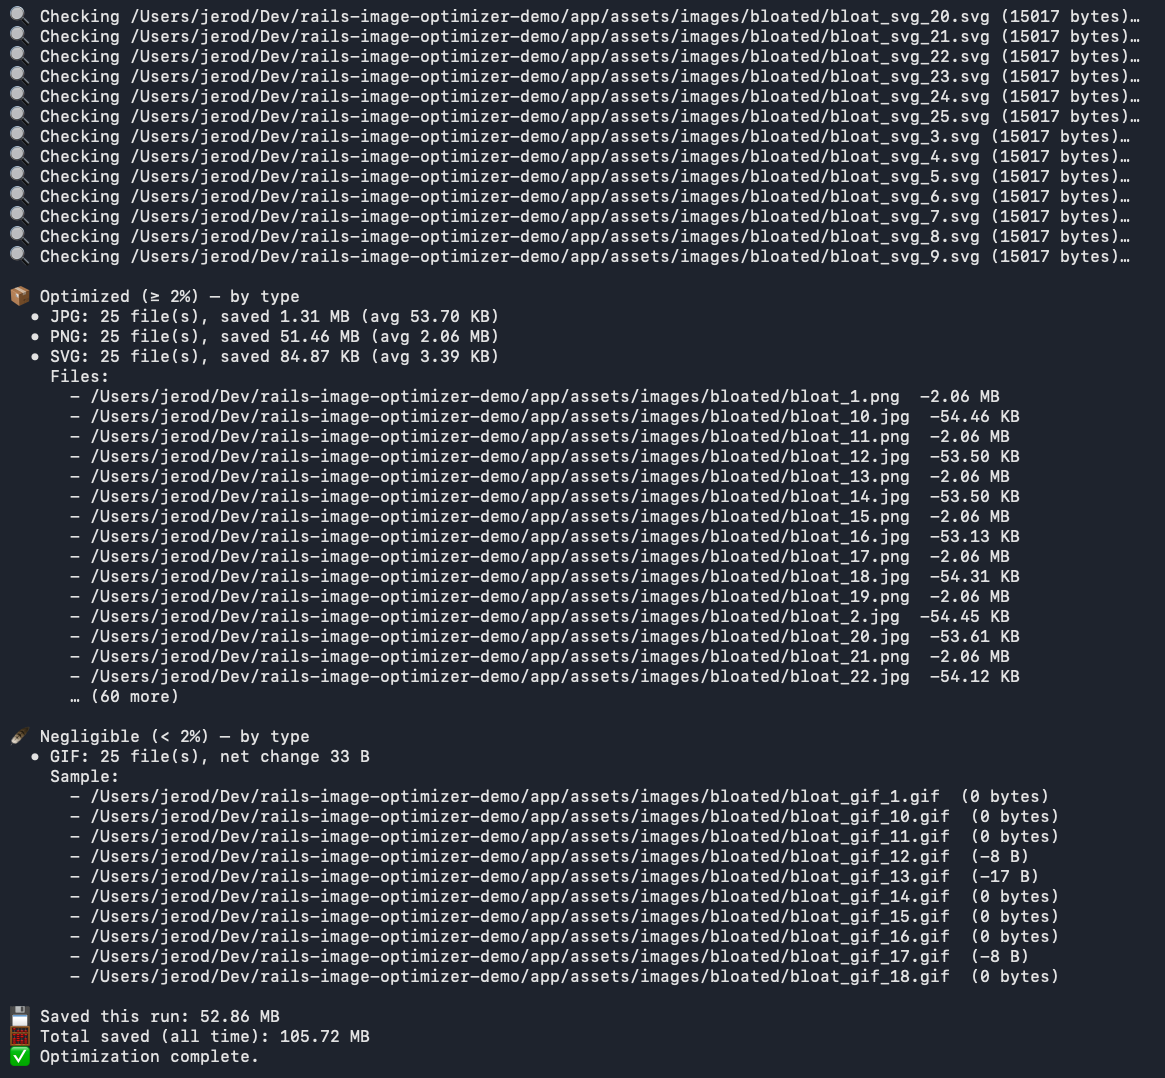 🔍 Checking /Users/jerod/Dev/rails-image-optimizer-demo/app/assets/images/bloated/bloat_svg_20.svg (15017 bytes)…
🔍 Checking /Users/jerod/Dev/rails-image-optimizer-demo/app/assets/images/bloated/bloat_svg_21.svg (15017 bytes)…
🔍 Checking /Users/jerod/Dev/rails-image-optimizer-demo/app/assets/images/bloated/bloat_svg_22.svg (15017 bytes)…
🔍 Checking /Users/jerod/Dev/rails-image-optimizer-demo/app/assets/images/bloated/bloat_svg_23.svg (15017 bytes)…
🔍 Checking /Users/jerod/Dev/rails-image-optimizer-demo/app/assets/images/bloated/bloat_svg_24.svg (15017 bytes)…
🔍 Checking /Users/jerod/Dev/rails-image-optimizer-demo/app/assets/images/bloated/bloat_svg_25.svg (15017 bytes)…
🔍 Checking /Users/jerod/Dev/rails-image-optimizer-demo/app/assets/images/bloated/bloat_svg_3.svg (15017 bytes)…
🔍 Checking /Users/jerod/Dev/rails-image-optimizer-demo/app/assets/images/bloated/bloat_svg_4.svg (15017 bytes)…
🔍 Checking /Users/jerod/Dev/rails-image-optimizer-demo/app/assets/images/bloated/bloat_svg_5.svg (15017 bytes)…
🔍 Checking /Users/jerod/Dev/rails-image-optimizer-demo/app/assets/images/bloated/bloat_svg_6.svg (15017 bytes)…
🔍 Checking /Users/jerod/Dev/rails-image-optimizer-demo/app/assets/images/bloated/bloat_svg_7.svg (15017 bytes)…
🔍 Checking /Users/jerod/Dev/rails-image-optimizer-demo/app/assets/images/bloated/bloat_svg_8.svg (15017 bytes)…
🔍 Checking /Users/jerod/Dev/rails-image-optimizer-demo/app/assets/images/bloated/bloat_svg_9.svg (15017 bytes)…
📦 Optimized (≥ 2%) — by type
• JPG: 25 file(s), saved 1.31 MB (avg 53.70 KB)
• PNG: 25 file(s), saved 51.46 MB (avg 2.06 MB)
• SVG: 25 file(s), saved 84.87 KB (avg 3.39 KB)
Files:
- /Users/jerod/Dev/rails-image-optimizer-demo/app/assets/images/bloated/bloat_1.png  -2.06 MB
- /Users/jerod/Dev/rails-image-optimizer-demo/app/assets/images/bloated/bloat_10.jpg  -54.46 KB
- /Users/jerod/Dev/rails-image-optimizer-demo/app/assets/images/bloated/bloat_11.png  -2.06 MB
- /Users/jerod/Dev/rails-image-optimizer-demo/app/assets/images/bloated/bloat_12.jpg  -53.50 KB
- /Users/jerod/Dev/rails-image-optimizer-demo/app/assets/images/bloated/bloat_13.png  -2.06 MB
- /Users/jerod/Dev/rails-image-optimizer-demo/app/assets/images/bloated/bloat_14.jpg  -53.50 KB
- /Users/jerod/Dev/rails-image-optimizer-demo/app/assets/images/bloated/bloat_15.png  -2.06 MB
- /Users/jerod/Dev/rails-image-optimizer-demo/app/assets/images/bloated/bloat_16.jpg  -53.13 KB
- /Users/jerod/Dev/rails-image-optimizer-demo/app/assets/images/bloated/bloat_17.png  -2.06 MB
- /Users/jerod/Dev/rails-image-optimizer-demo/app/assets/images/bloated/bloat_18.jpg  -54.31 KB
- /Users/jerod/Dev/rails-image-optimizer-demo/app/assets/images/bloated/bloat_19.png  -2.06 MB
- /Users/jerod/Dev/rails-image-optimizer-demo/app/assets/images/bloated/bloat_2.jpg  -54.45 KB
- /Users/jerod/Dev/rails-image-optimizer-demo/app/assets/images/bloated/bloat_20.jpg  -53.61 KB
- /Users/jerod/Dev/rails-image-optimizer-demo/app/assets/images/bloated/bloat_21.png  -2.06 MB
- /Users/jerod/Dev/rails-image-optimizer-demo/app/assets/images/bloated/bloat_22.jpg  -54.12 KB
… (60 more)
🪶 Negligible (< 2%) — by type
• GIF: 25 file(s), net change 33 B
Sample:
- /Users/jerod/Dev/rails-image-optimizer-demo/app/assets/images/bloated/bloat_gif_1.gif  (0 bytes)
- /Users/jerod/Dev/rails-image-optimizer-demo/app/assets/images/bloated/bloat_gif_10.gif  (0 bytes)
- /Users/jerod/Dev/rails-image-optimizer-demo/app/assets/images/bloated/bloat_gif_11.gif  (0 bytes)
- /Users/jerod/Dev/rails-image-optimizer-demo/app/assets/images/bloated/bloat_gif_12.gif  (-8 B)
- /Users/jerod/Dev/rails-image-optimizer-demo/app/assets/images/bloated/bloat_gif_13.gif  (-17 B)
- /Users/jerod/Dev/rails-image-optimizer-demo/app/assets/images/bloated/bloat_gif_14.gif  (0 bytes)
- /Users/jerod/Dev/rails-image-optimizer-demo/app/assets/images/bloated/bloat_gif_15.gif  (0 bytes)
- /Users/jerod/Dev/rails-image-optimizer-demo/app/assets/images/bloated/bloat_gif_16.gif  (0 bytes)
- /Users/jerod/Dev/rails-image-optimizer-demo/app/assets/images/bloated/bloat_gif_17.gif  (-8 B)
- /Users/jerod/Dev/rails-image-optimizer-demo/app/assets/images/bloated/bloat_gif_18.gif  (0 bytes)
💾 Saved this run: 52.86 MB
🧮 Total saved (all time): 105.72 MB
✅ Optimization complete.